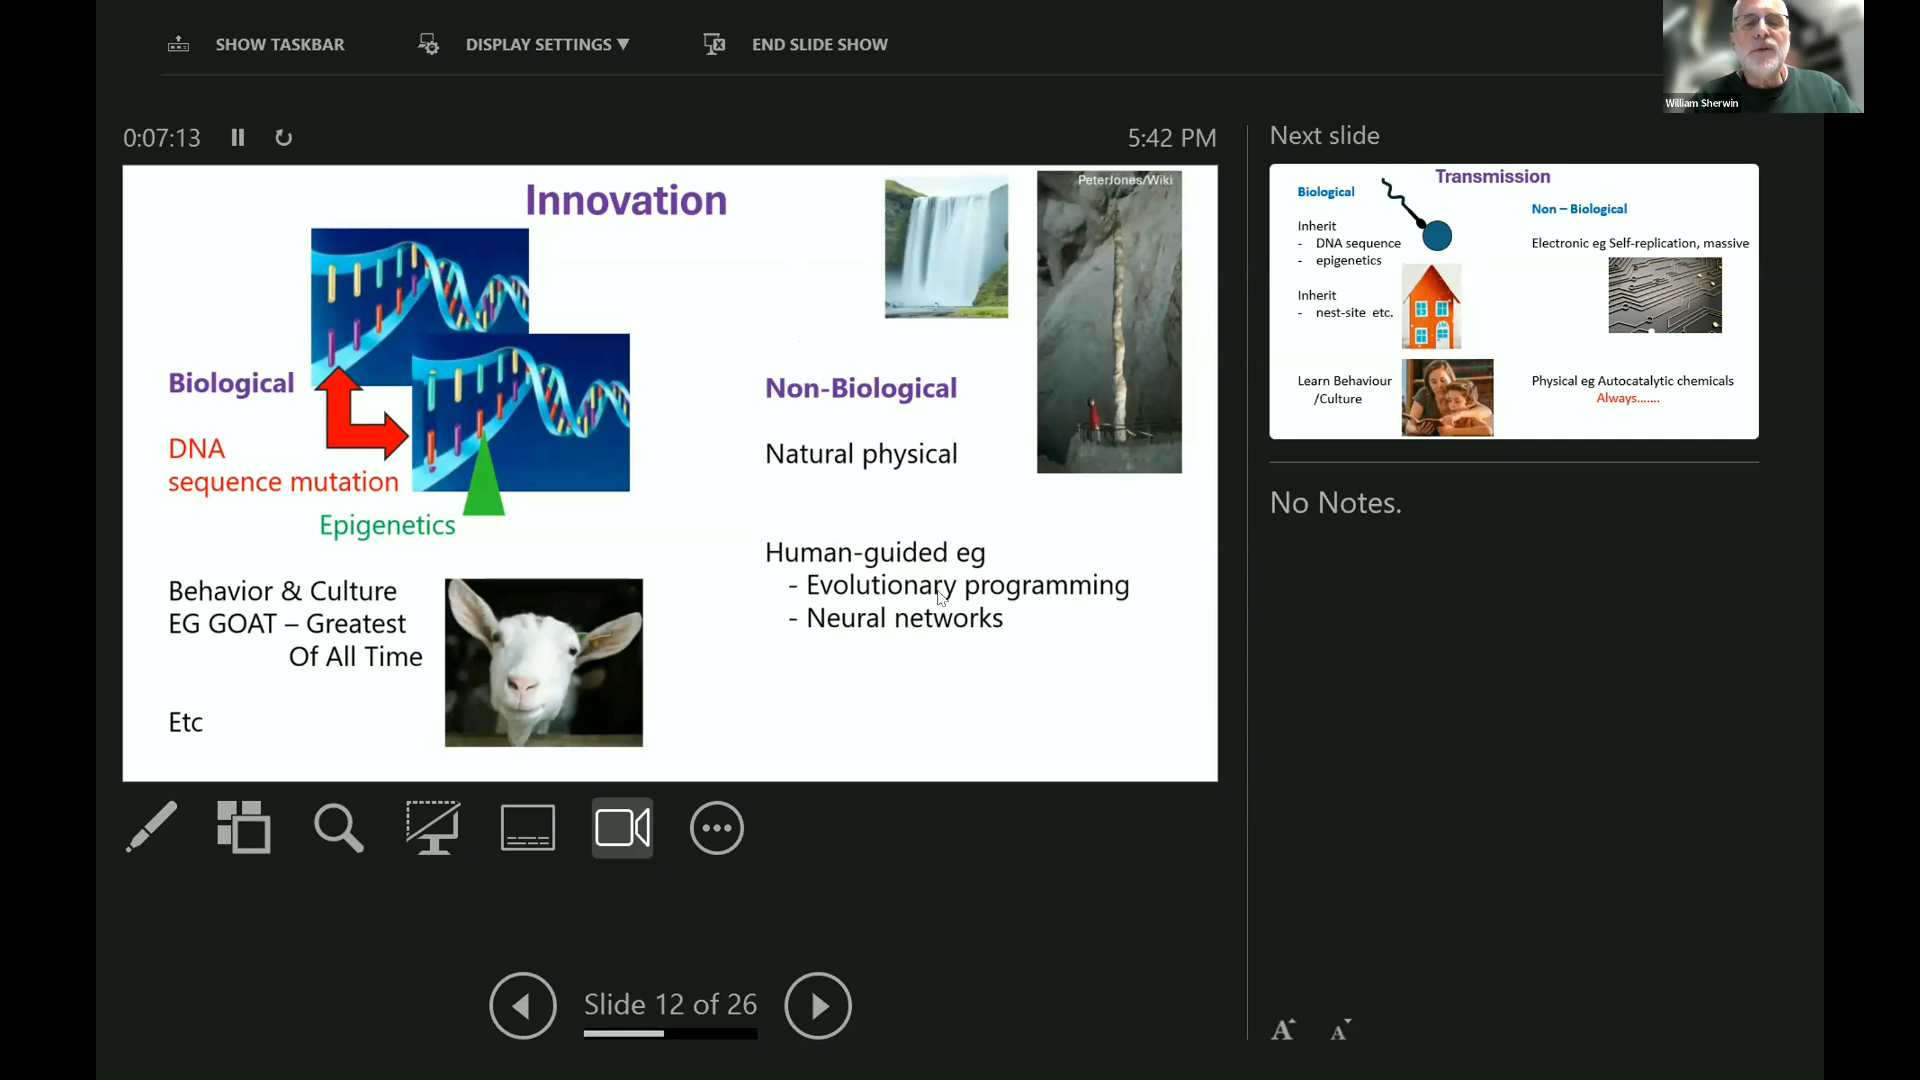 SHOW TASKBAR
DISPLAY SETTINGS ▼
END SLIDE SHOW
William Sherwin
0:07:13
5:42 PM
Innovation
PeterJones/Wiki
Biological
DNA
sequence mutation
Epigenetics
Behavior & Culture
EG GOAT – Greatest
Of All Time
Etc
Non-Biological
Natural physical
Human-guided eg
- Evolutionary programming
- Neural networks
Next slide
Transmission
Biological
Inherit
- DNA sequence
- epigenetics
Inherit
- nest-site etc.
Learn Behaviour
/Culture
Non – Biological
Electronic eg Self-replication, massive
Physical eg Autocatalytic chemicals
Always.......
No Notes.
Slide 12 of 26
A A